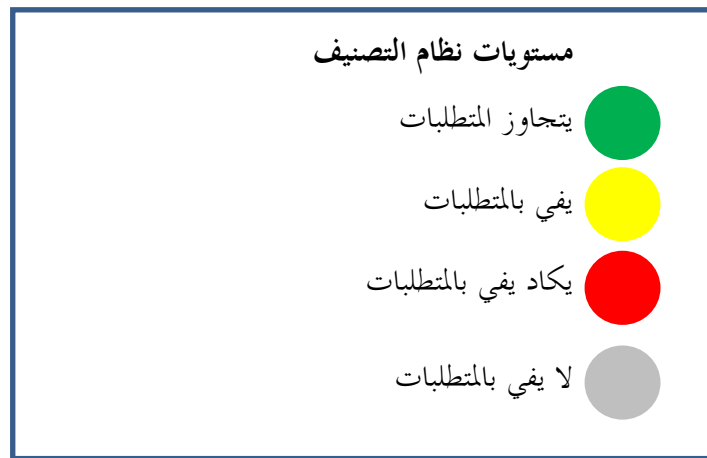 مستويات نظام التصنيف
يتجاوز المتطلبات
يفي بالمتطلبات
يكاد يفي بالمتطلبات
لا يفي بالمتطلبات